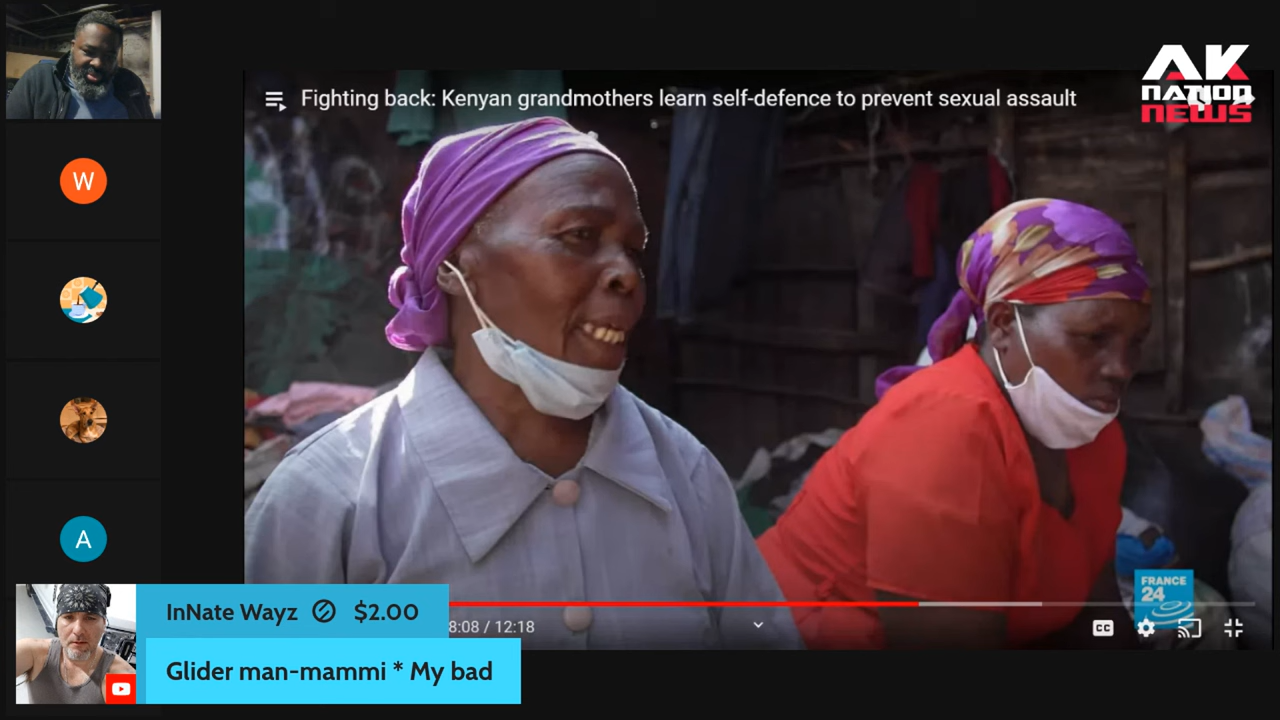 Fighting back: Kenyan grandmothers learn self-defence to prevent sexual assault
AK
NATION
NEWS
W
A
FRANCE
24
InNate Wayz $2.00
8:08 / 12:18
CC
Glider man-mammi * My bad